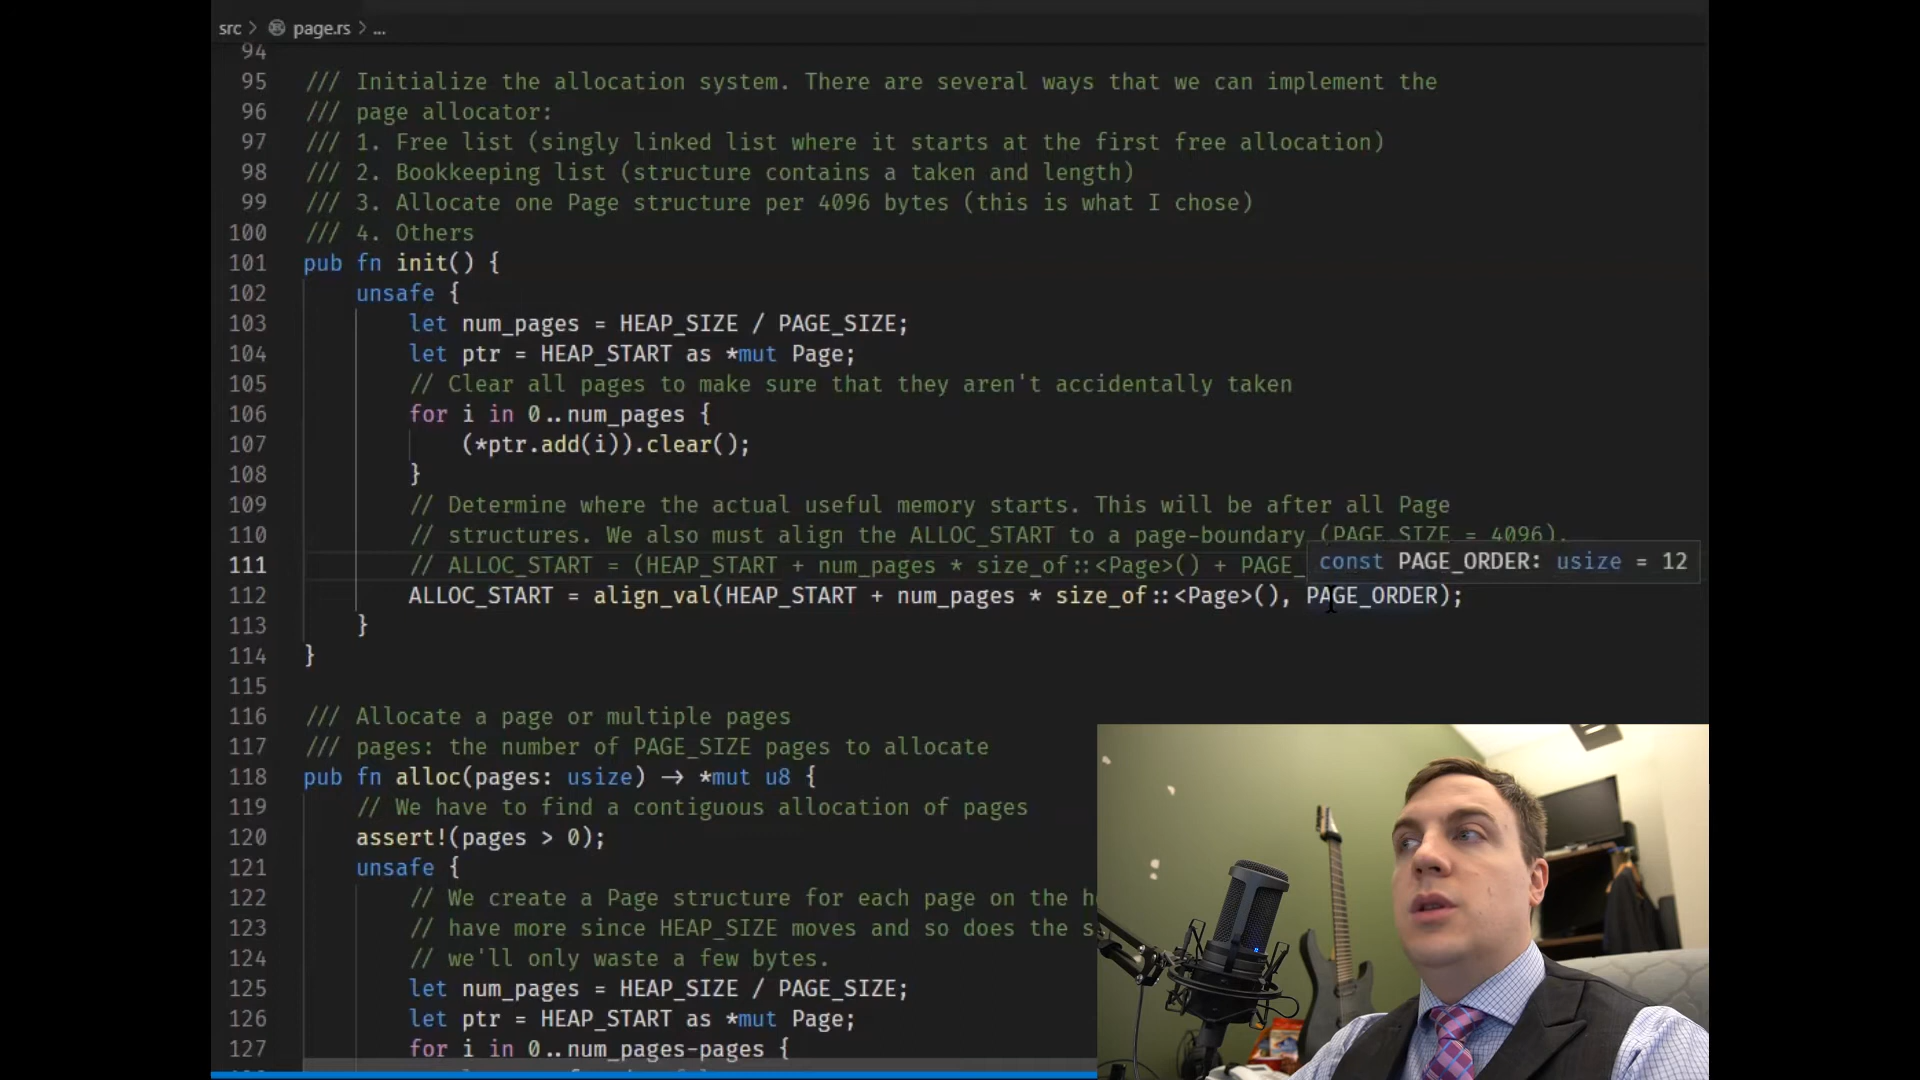 src > page.rs > ...
94
95 /// Initialize the allocation system. There are several ways that we can implement the
96 /// page allocator:
97 /// 1. Free list (singly linked list where it starts at the first free allocation)
98 /// 2. Bookkeeping list (structure contains a taken and length)
99 /// 3. Allocate one Page structure per 4096 bytes (this is what I chose)
100 /// 4. Others
101 pub fn init() {
102 unsafe {
103 let num_pages = HEAP_SIZE / PAGE_SIZE;
104 let ptr = HEAP_START as *mut Page;
105 // Clear all pages to make sure that they aren't accidentally taken
106 for i in 0..num_pages {
107 (*ptr.add(i)).clear();
108 }
109 // Determine where the actual useful memory starts. This will be after all Page
110 // structures. We also must align the ALLOC_START to a page-boundary (PAGE_SIZE = 4096).
111 // ALLOC_START = (HEAP_START + num_pages * size_of::<Page>() + PAGE_
const PAGE_ORDER: usize = 12
112 ALLOC_START = align_val(HEAP_START + num_pages * size_of::<Page>(), PAGE_ORDER);
113 }
114 }
115
116 /// Allocate a page or multiple pages
117 /// pages: the number of PAGE_SIZE pages to allocate
118 pub fn alloc(pages: usize) → *mut u8 {
119 // We have to find a contiguous allocation of pages
120 assert!(pages > 0);
121 unsafe {
122 // We create a Page structure for each page on the
123 // have more since HEAP_SIZE moves and so does the
124 // we'll only waste a few bytes.
125 let num_pages = HEAP_SIZE / PAGE_SIZE;
126 let ptr = HEAP_START as *mut Page;
127 for i in 0..num_pages-pages {